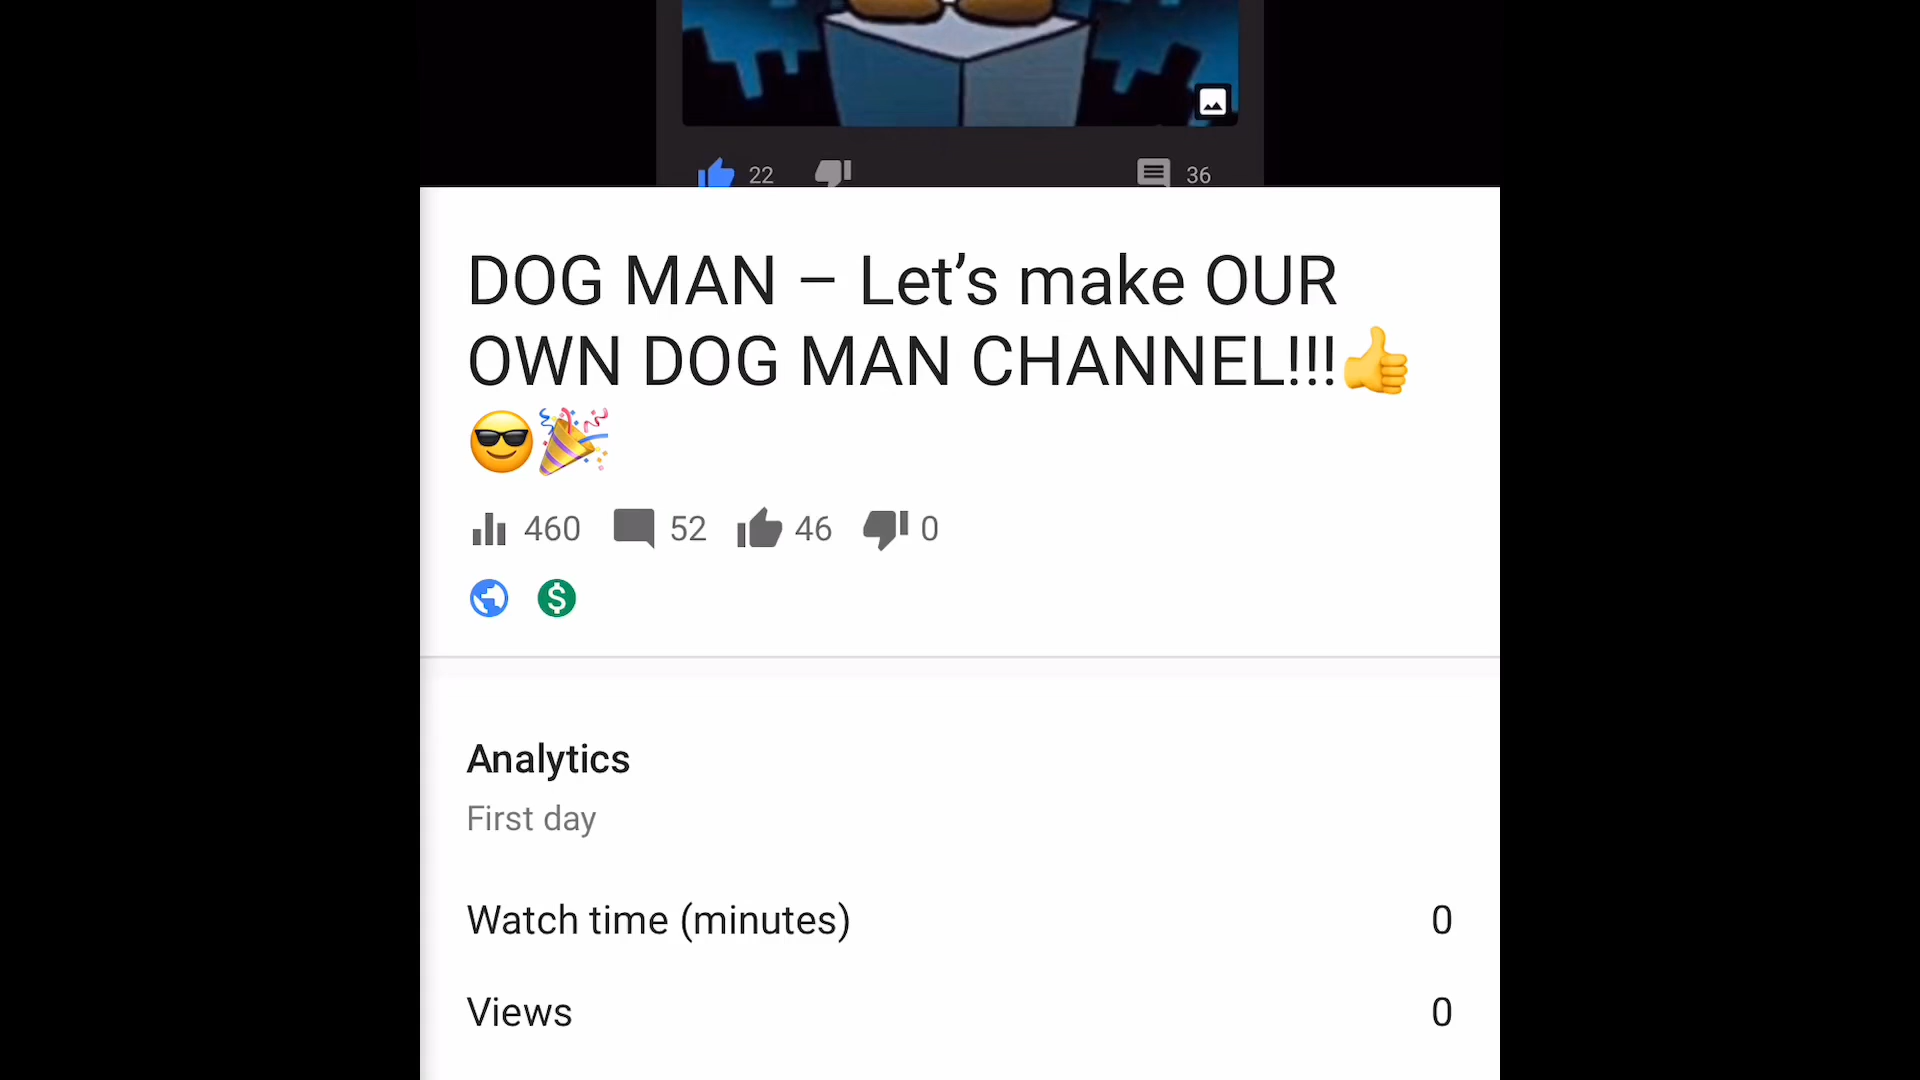 22 36
DOG MAN – Let’s make OUR
OWN DOG MAN CHANNEL!!!👍
😎🎉
460 52 46 0
Analytics
First day
Watch time (minutes) 0
Views 0